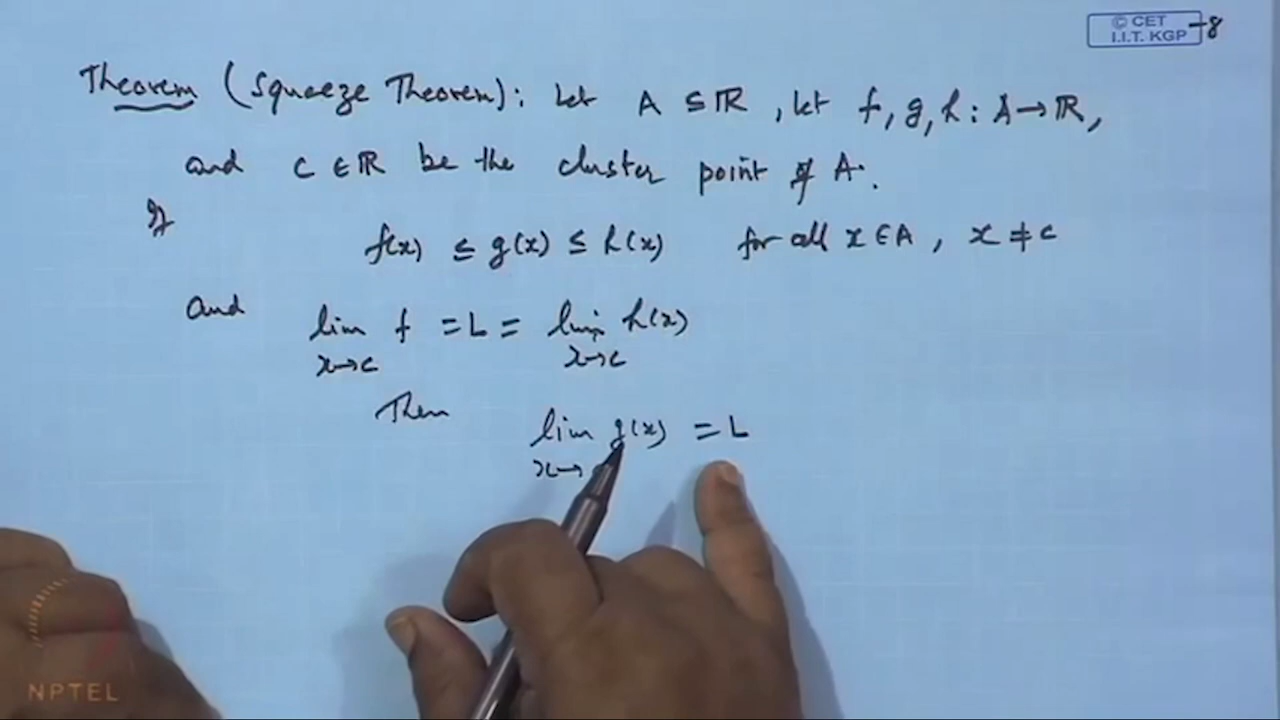 © CET
I.I.T. KGP
-8
Theorem (Squeeze Theorem): Let A ⊆ ℝ, let f, g, h: A→ℝ,
and c ∈ ℝ be the cluster point of A.
If
f(x) ≤ g(x) ≤ h(x) for all x ∈ A, x ≠ c
And lim f = L = lim h(x)
x→c x→c
Then lim g(x) = L
x→
NPTEL